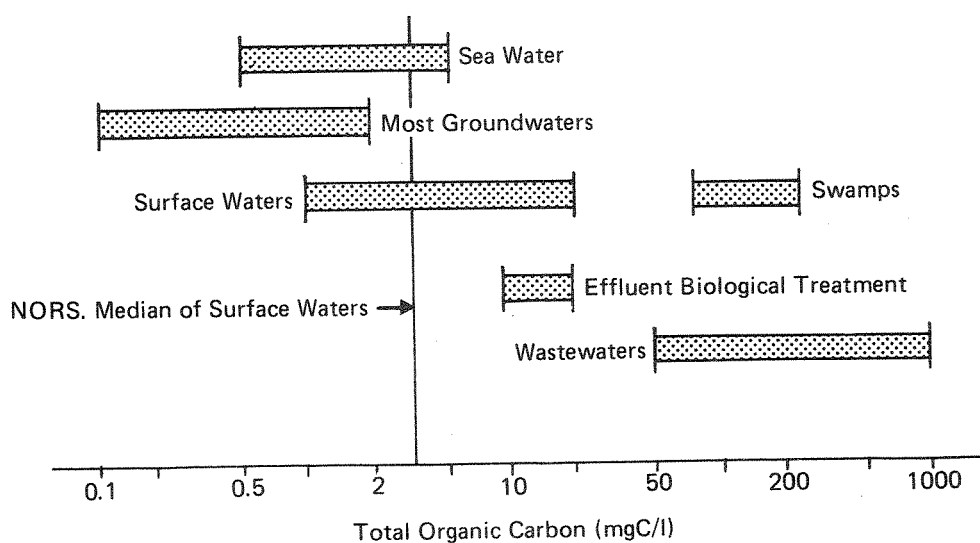 Sea Water
Most Groundwaters
Surface Waters
Swamps
Effluent Biological Treatment
NORS. Median of Surface Waters
Wastewaters
0.1 0.5 2 10 50 200 1000
Total Organic Carbon (mgC/l)